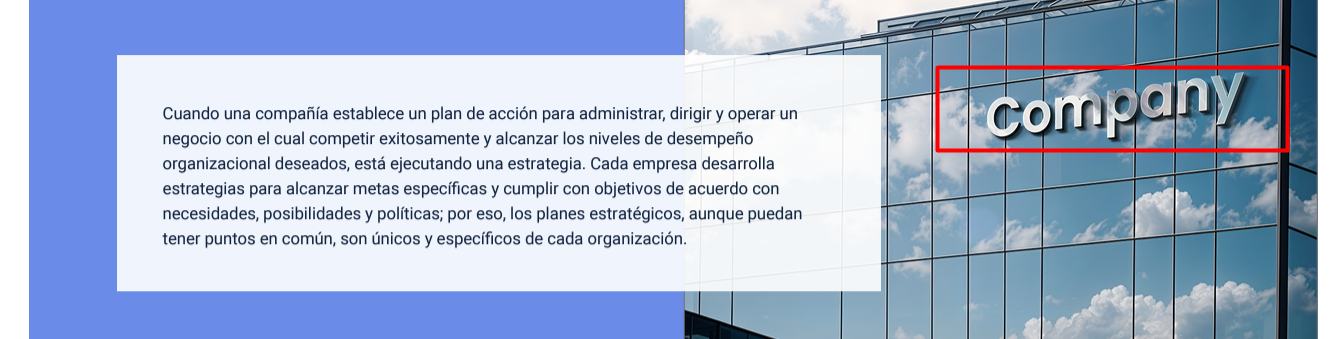 Cuando una compañía establece un plan de acción para administrar, dirigir y operar un
negocio con el cual competir exitosamente y alcanzar los niveles de desempeño
organizacional deseados, está ejecutando una estrategia. Cada empresa desarrolla
estrategias para alcanzar metas específicas y cumplir con objetivos de acuerdo con
necesidades, posibilidades y políticas; por eso, los planes estratégicos, aunque puedan
tener puntos en común, son únicos y específicos de cada organización.
Company